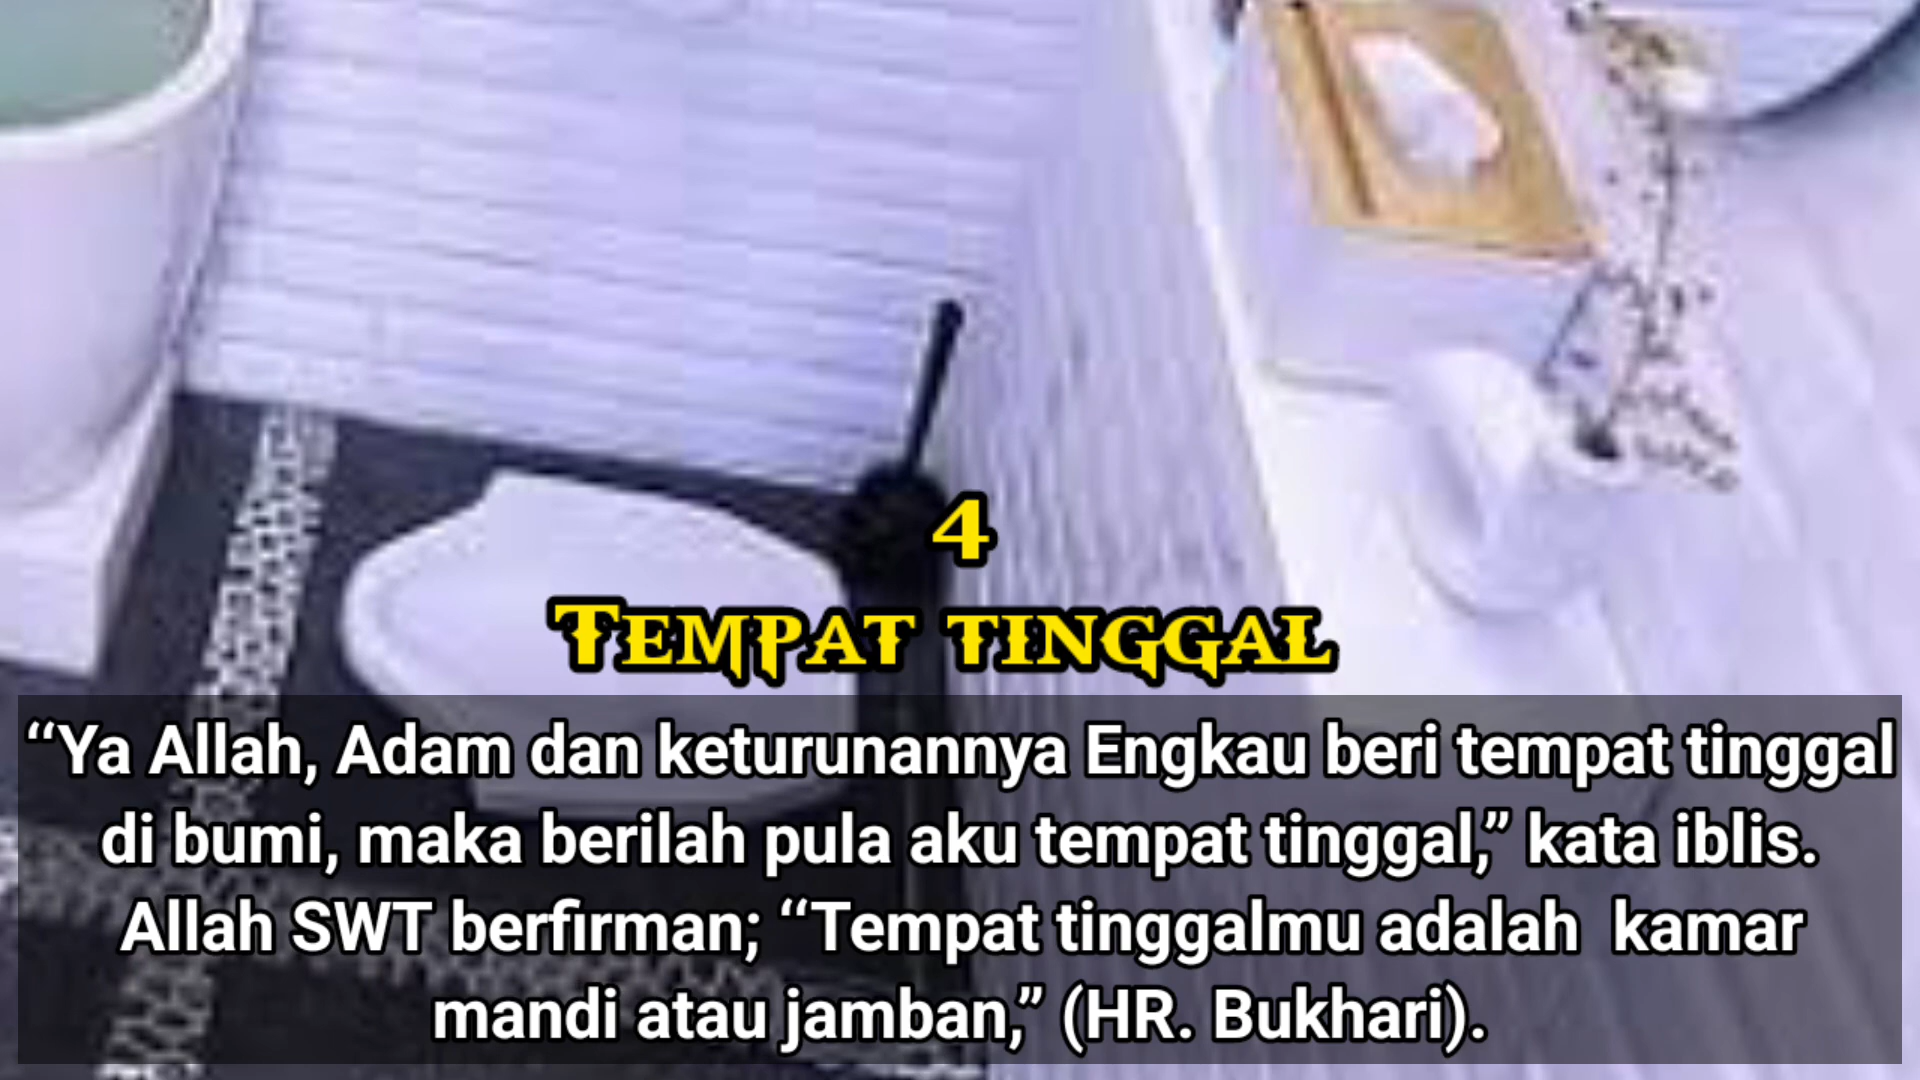 4
Tempat tinggal
“Ya Allah, Adam dan keturunannya Engkau beri tempat tinggal
di bumi, maka berilah pula aku tempat tinggal,” kata iblis.
Allah SWT berfirman; “Tempat tinggalmu adalah  kamar
mandi atau jamban,” (HR. Bukhari).